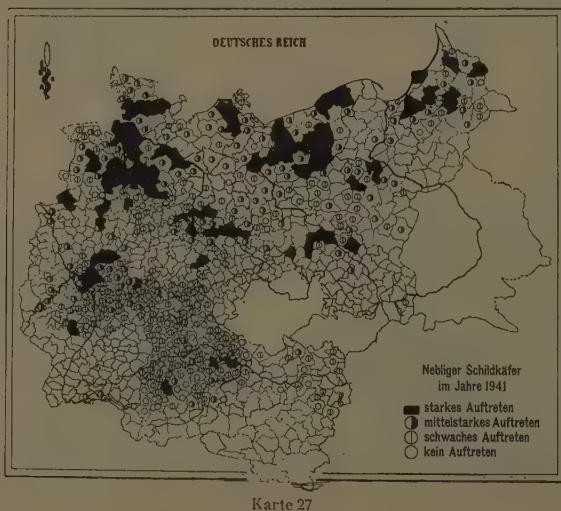 DEUTSCHES REICH
Nebliger Schildkäfer
im Jahre 1941
starkes Auftreten
mittelstarkes Auftreten
schwaches Auftreten
kein Auftreten
Karte 27